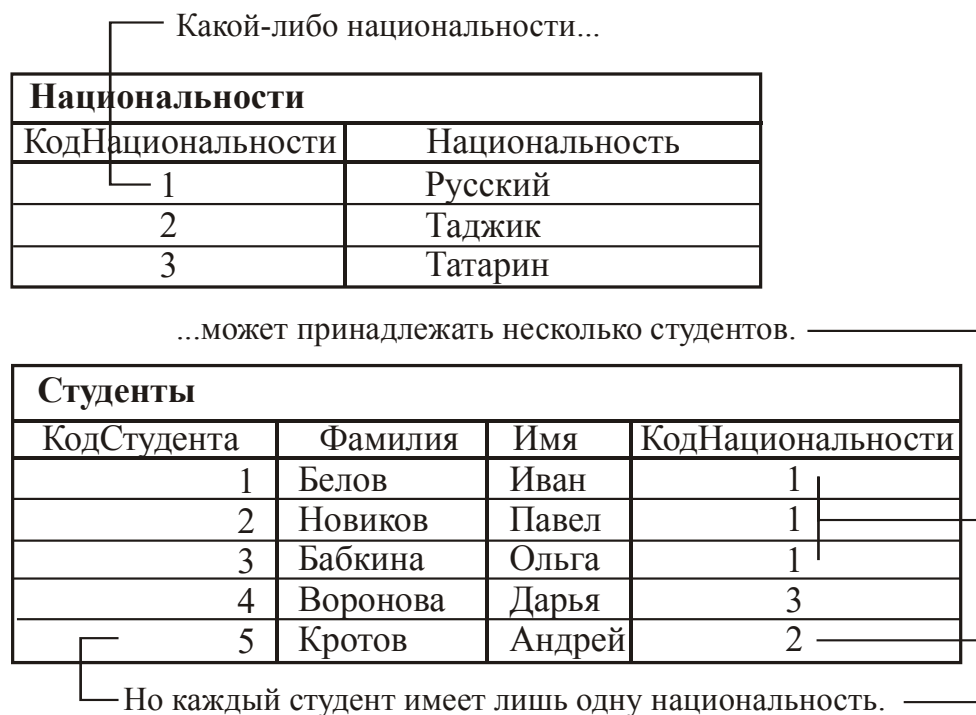 Какой-либо национальности...
Национальности
КодНациональности Национальность
1 Русский
2 Таджик
3 Татарин
...может принадлежать несколько студентов.
Студенты
КодСтудента Фамилия Имя КодНациональности
1 Белов Иван 1
2 Новиков Павел 1
3 Бабкина Ольга 1
4 Воронова Дарья 3
5 Кротов Андрей 2
Но каждый студент имеет лишь одну национальность.